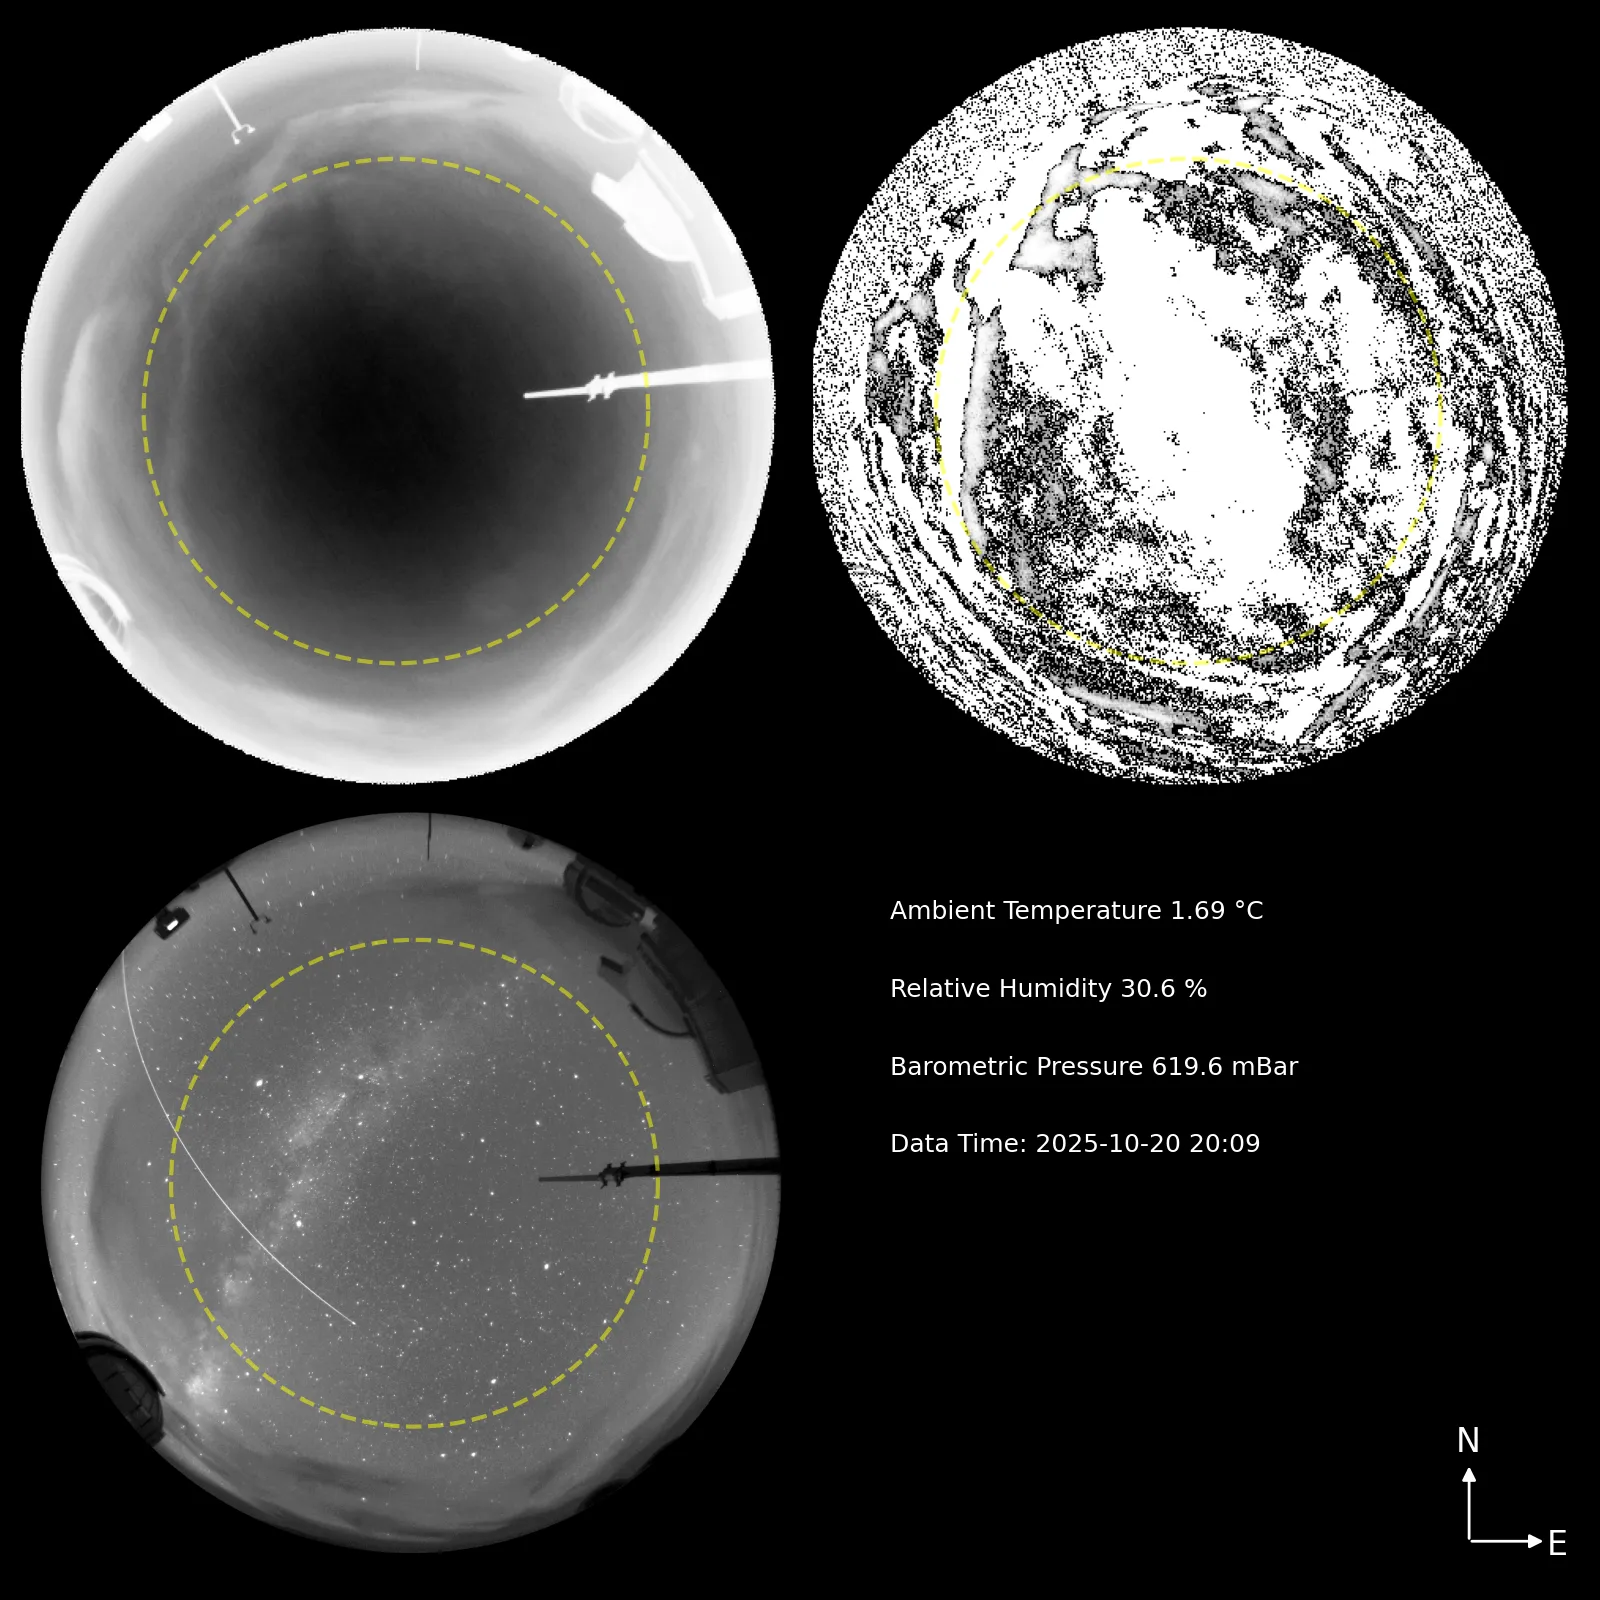 Ambient Temperature 1.69 °C
Relative Humidity 30.6 %
Barometric Pressure 619.6 mBar
Data Time: 2025-10-20 20:09
N
E